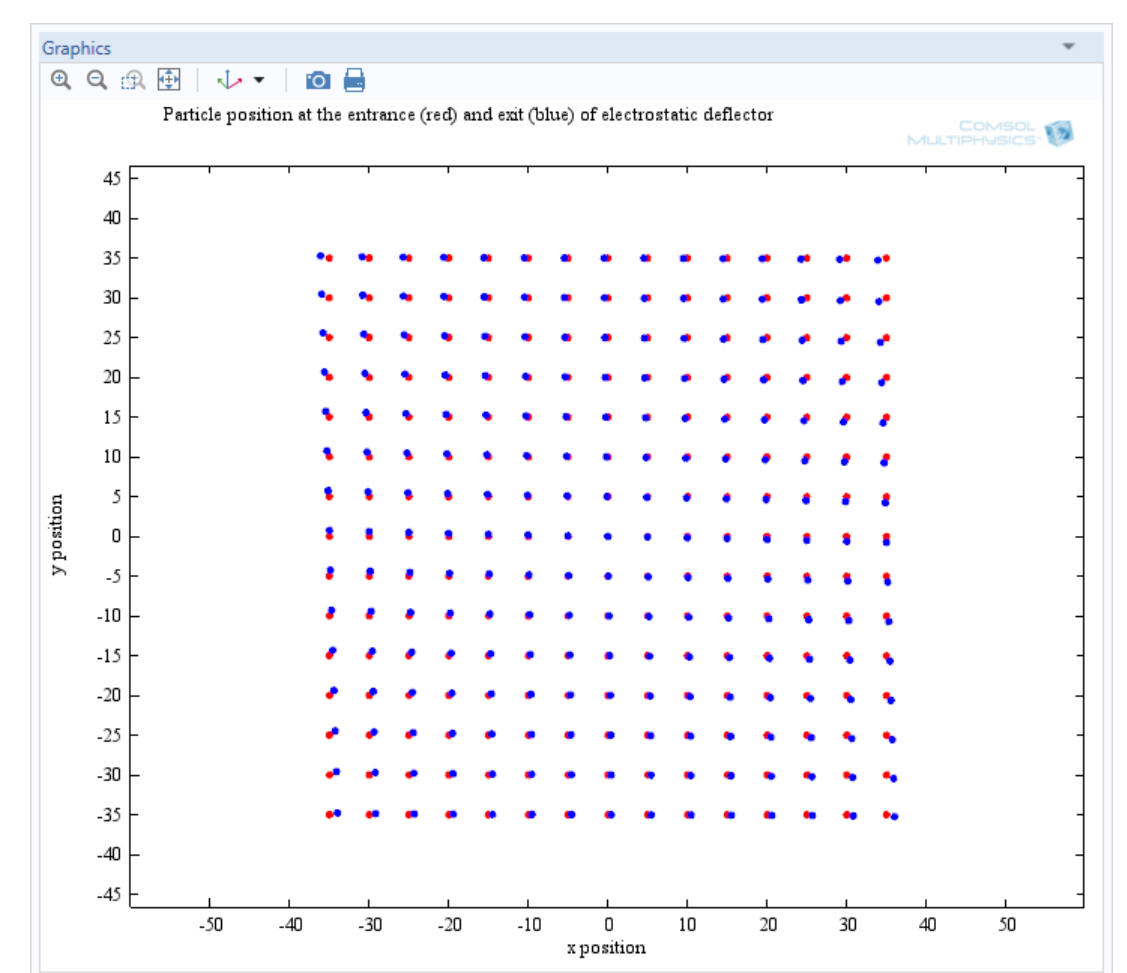 Graphics
Particle position at the entrance (red) and exit (blue) of electrostatic deflector
COMSOL
MULTIPHYSICS
45
40
35
30
25
20
15
10
5
0
-5
-10
-15
-20
-25
-30
-35
-40
-45
y position
-50 -40 -30 -20 -10 0 10 20 30 40 50
x position